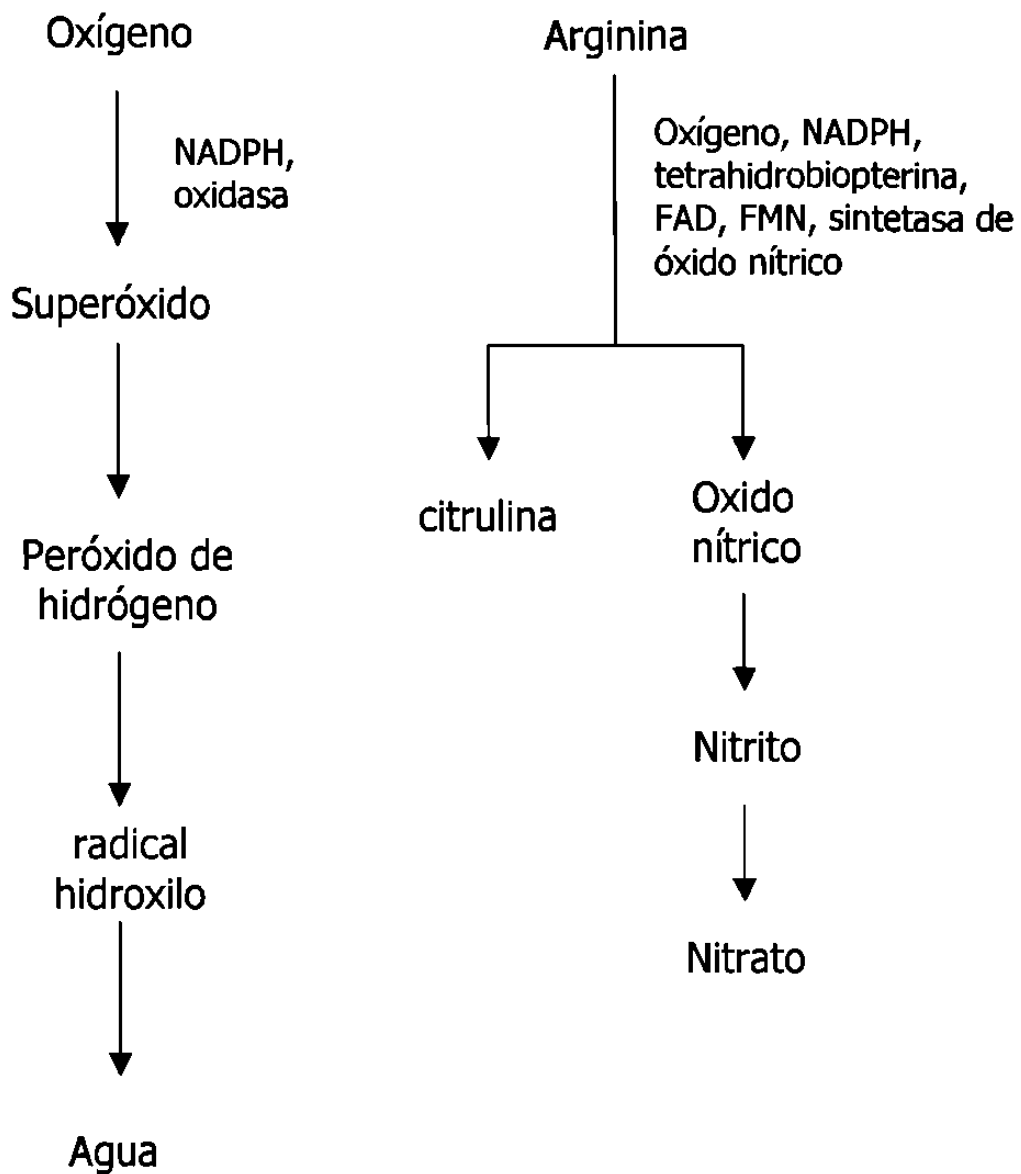 Oxígeno
NADPH,
oxidasa
Superóxido
Peróxido de
hidrógeno
radical
hidroxilo
Agua
Arginina
Oxígeno, NADPH,
tetrahidrobiopterina,
FAD, FMN, sintetasa de
óxido nítrico
citrulina
Oxido
nítrico
Nitrito
Nitrato